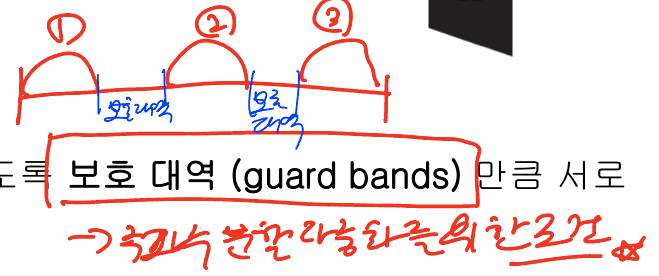 ① ② ③
보호대역 보호대역
도록 보호 대역 (guard bands) 만큼 서로
→ 주파수 분할 다중화를 위한 조건 ☆